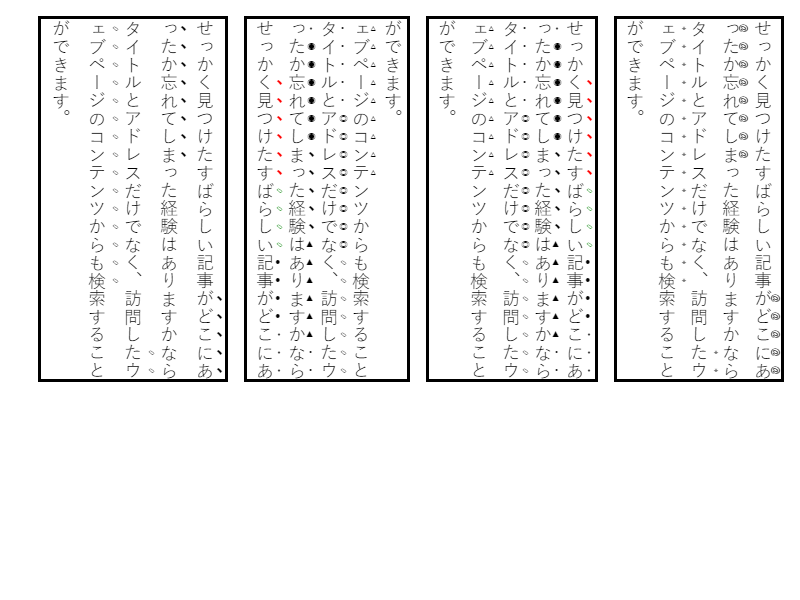 せっかく見つけたすばらしい記事がどこにあ
ったか忘れてしまった経験はありますかなら
タイトルとアドレスだけでなく、訪問したウ
ェブページのコンテンツからも検索すること
ができます。
せっかく見つけたすばらしい記事がどこにあ
ったか忘れてしまった経験はありますかなら
タイトルとアドレスだけでなく、訪問したウ
ェブページのコンテンツからも検索すること
ができます。
せっかく見つけたすばらしい記事がどこにあ
ったか忘れてしまった経験はありますかなら
タイトルとアドレスだけでなく、訪問したウ
ェブページのコンテンツからも検索すること
ができます。
せっかく見つけたすばらしい記事がどこにあ
ったか忘れてしまった経験はありますかなら
タイトルとアドレスだけでなく、訪問したウ
ェブページのコンテンツからも検索すること
ができます。